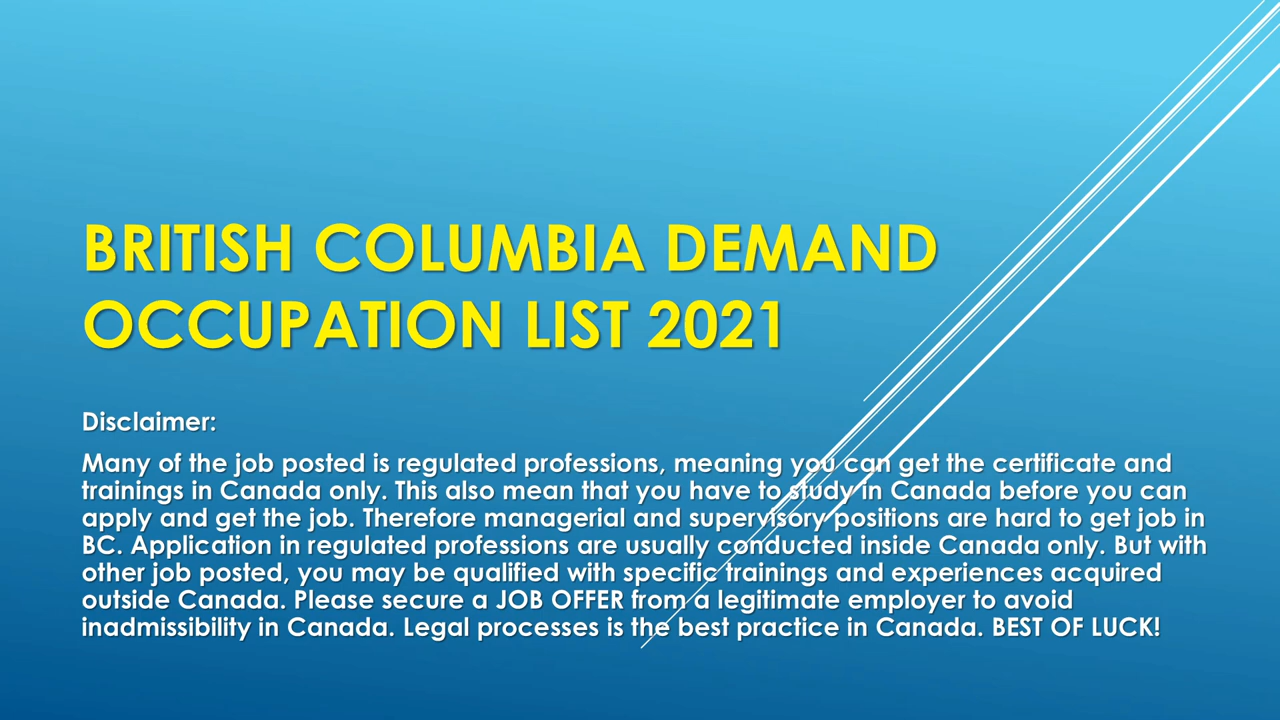 BRITISH COLUMBIA DEMAND
OCCUPATION LIST 2021
Disclaimer:
Many of the job posted is regulated professions, meaning you can get the certificate and
trainings in Canada only. This also mean that you have to study in Canada before you can
apply and get the job. Therefore managerial and supervisory positions are hard to get job in
BC. Application in regulated professions are usually conducted inside Canada only. But with
other job posted, you may be qualified with specific trainings and experiences acquired
outside Canada. Please secure a JOB OFFER from a legitimate employer to avoid
inadmissibility in Canada. Legal processes is the best practice in Canada. BEST OF LUCK!